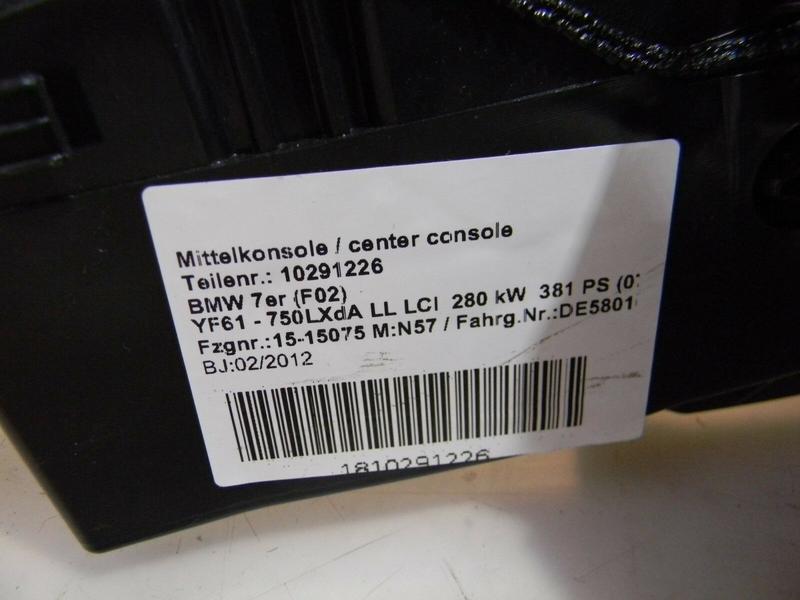 Mittelkonsole / center console
Teilenr.: 10291226
BMW 7er (F02)
YF61 - 750LXdA LL LCI 280 kW 381 PS (07
Fzgnr.:15-15075 M:N57 / Fahrg.Nr.:DE5801
BJ:02/2012
1810291226